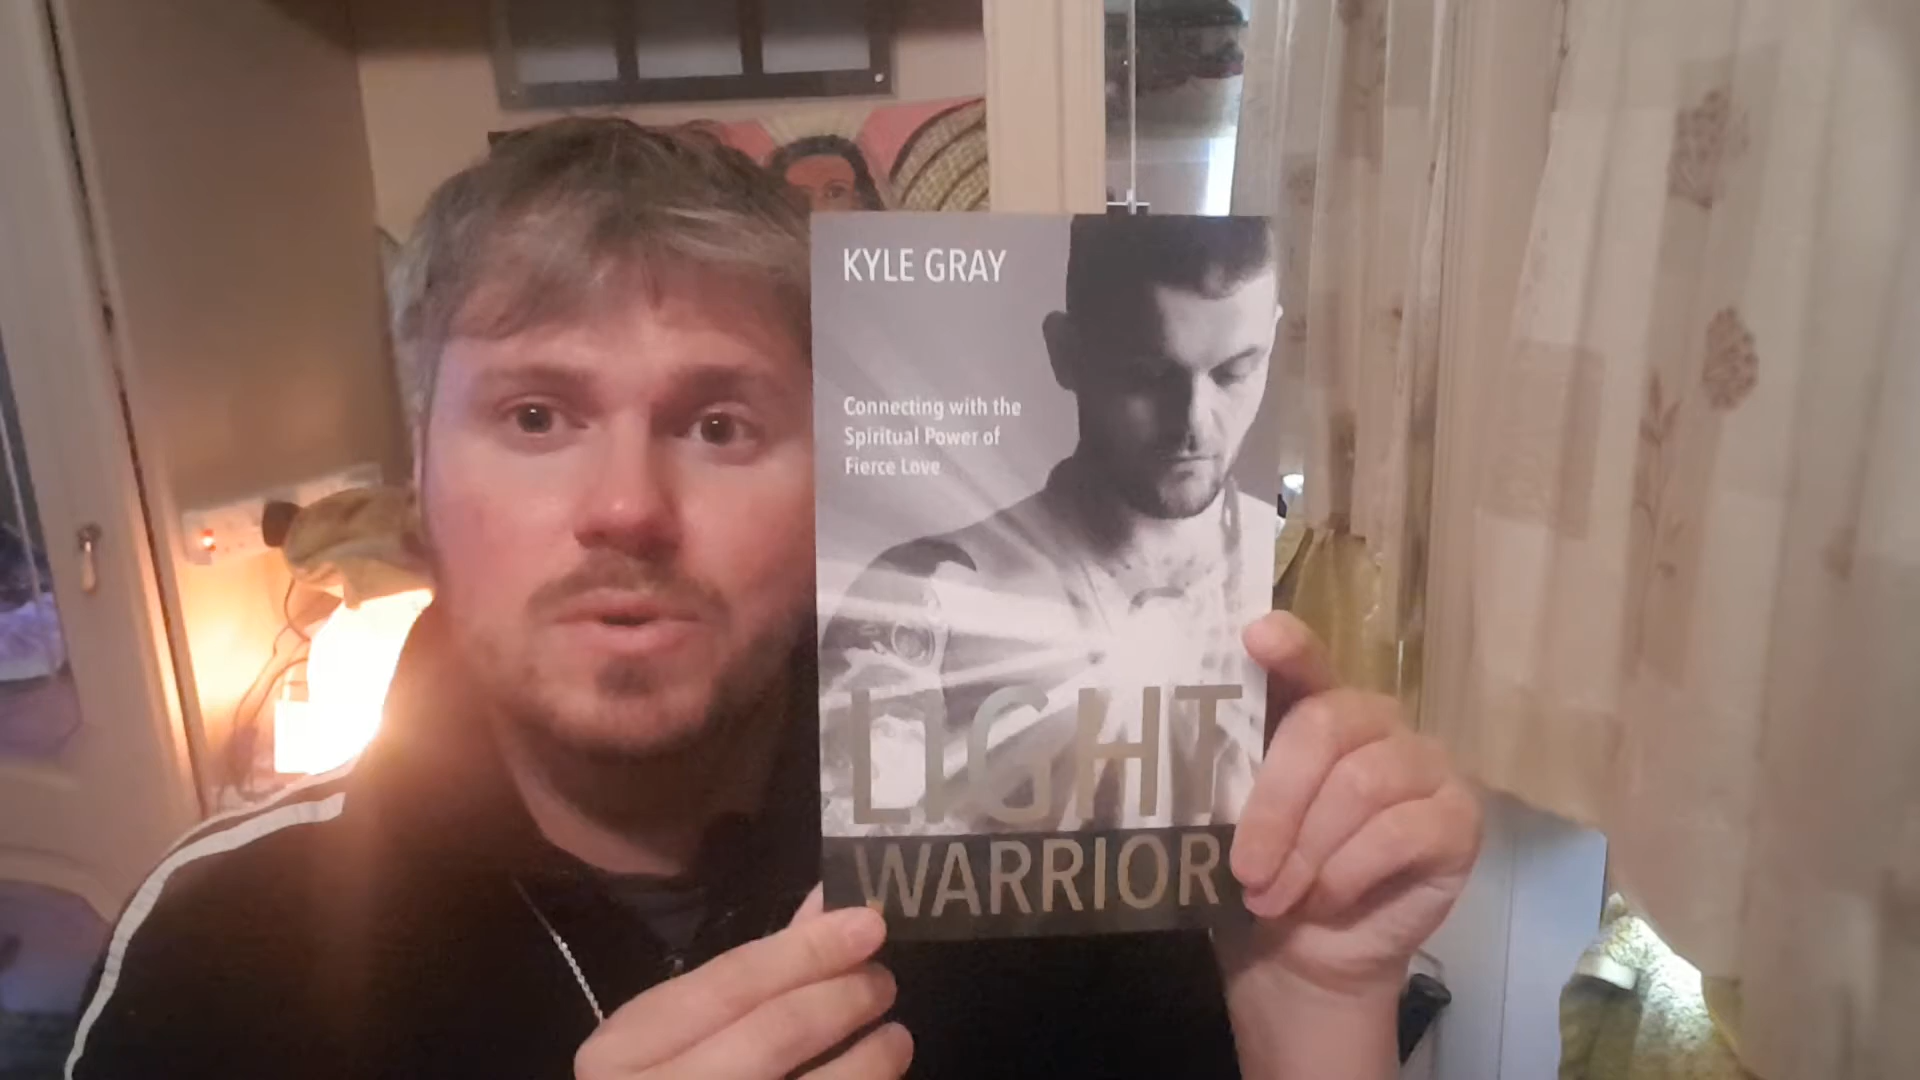 KYLE GRAY
Connecting with the
Spiritual Power of
Fierce Love
LIGHT
WARRIOR